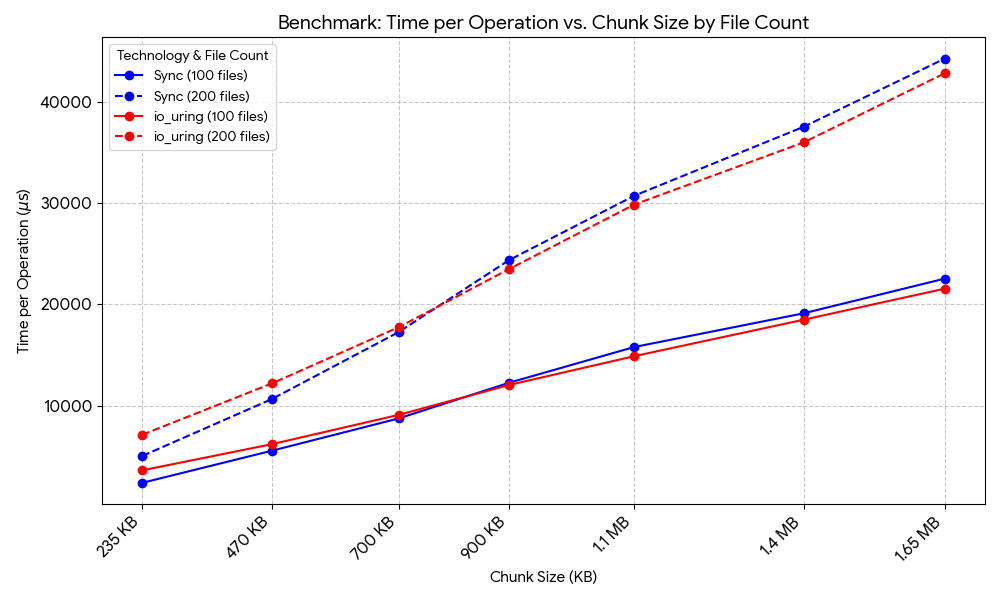 Benchmark: Time per Operation vs. Chunk Size by File Count
Technology & File Count
Sync (100 files)
Sync (200 files)
io_uring (100 files)
io_uring (200 files)
Time per Operation (μs)
40000
30000
20000
10000
235 KB
470 KB
700 KB
900 KB
1.1 MB
1.4 MB
1.65 MB
Chunk Size (KB)